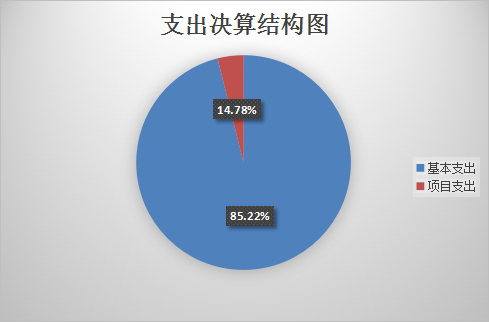 支出决算结构图
14.78%
85.22%
基本支出
项目支出